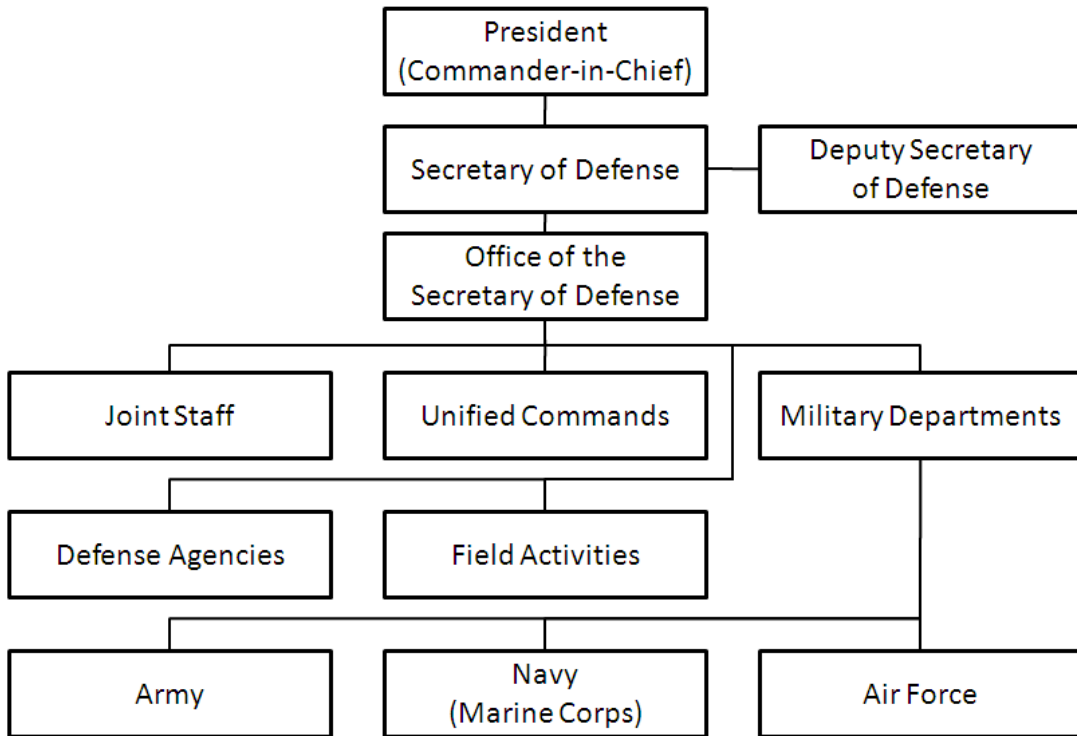 President
(Commander-in-Chief)
Secretary of Defense
Deputy Secretary
of Defense
Office of the
Secretary of Defense
Joint Staff
Unified Commands
Military Departments
Defense Agencies
Field Activities
Army
Navy
(Marine Corps)
Air Force